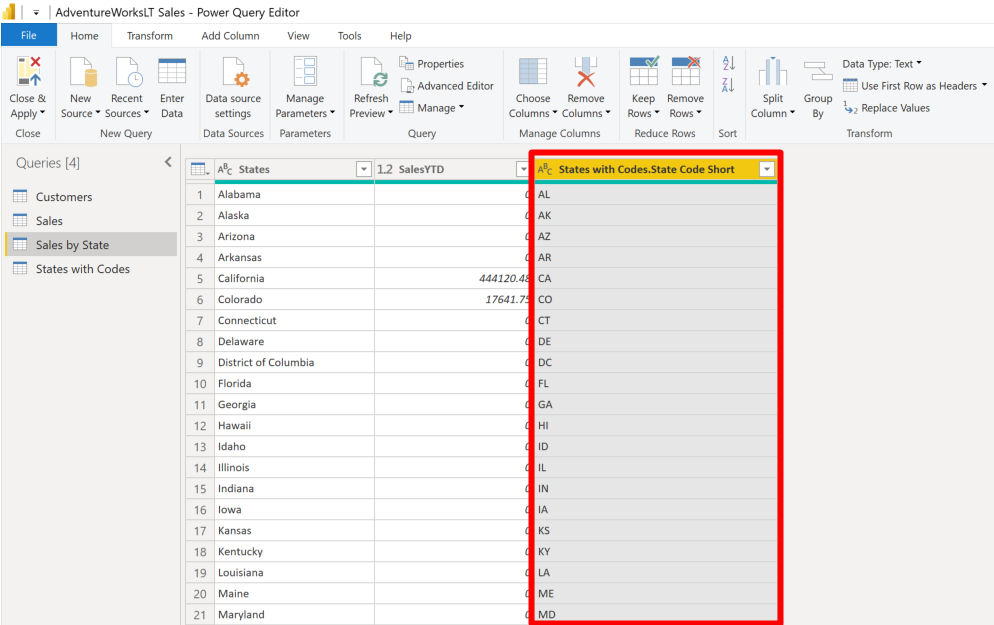 AdventureWorksLT Sales - Power Query Editor
File Home Transform Add Column View Tools Help
Close & Apply
New Source
Recent Sources
Enter Data
Data source settings
Manage Parameters
Refresh Preview
Properties
Advanced Editor
Manage
Choose Columns
Remove Columns
Keep Rows
Remove Rows
Split Column
Group By
Data Type: Text
Use First Row as Headers
Replace Values
Close New Query Data Sources Parameters Query Manage Columns Reduce Rows Sort Transform
Queries [4]
Customers
Sales
Sales by State
States with Codes
ABC States 1.2 SalesYTD ABC States with Codes.State Code Short
1 Alabama 0 AL
2 Alaska 0 AK
3 Arizona 0 AZ
4 Arkansas 0 AR
5 California 444120.48 CA
6 Colorado 17641.75 CO
7 Connecticut 0 CT
8 Delaware 0 DE
9 District of Columbia 0 DC
10 Florida 0 FL
11 Georgia 0 GA
12 Hawaii 0 HI
13 Idaho 0 ID
14 Illinois 0 IL
15 Indiana 0 IN
16 Iowa 0 IA
17 Kansas 0 KS
18 Kentucky 0 KY
19 Louisiana 0 LA
20 Maine 0 ME
21 Maryland 0 MD